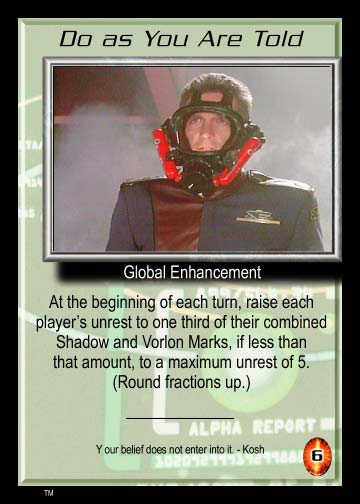 Do as You Are Told
Global Enhancement
At the beginning of each turn, raise each
player's unrest to one third of their combined
Shadow and Vorlon Marks, if less than
that amount, to a maximum unrest of 5.
(Round fractions up.)
ALPHA REPORT
Your belief does not enter into it. - Kosh
6
TM